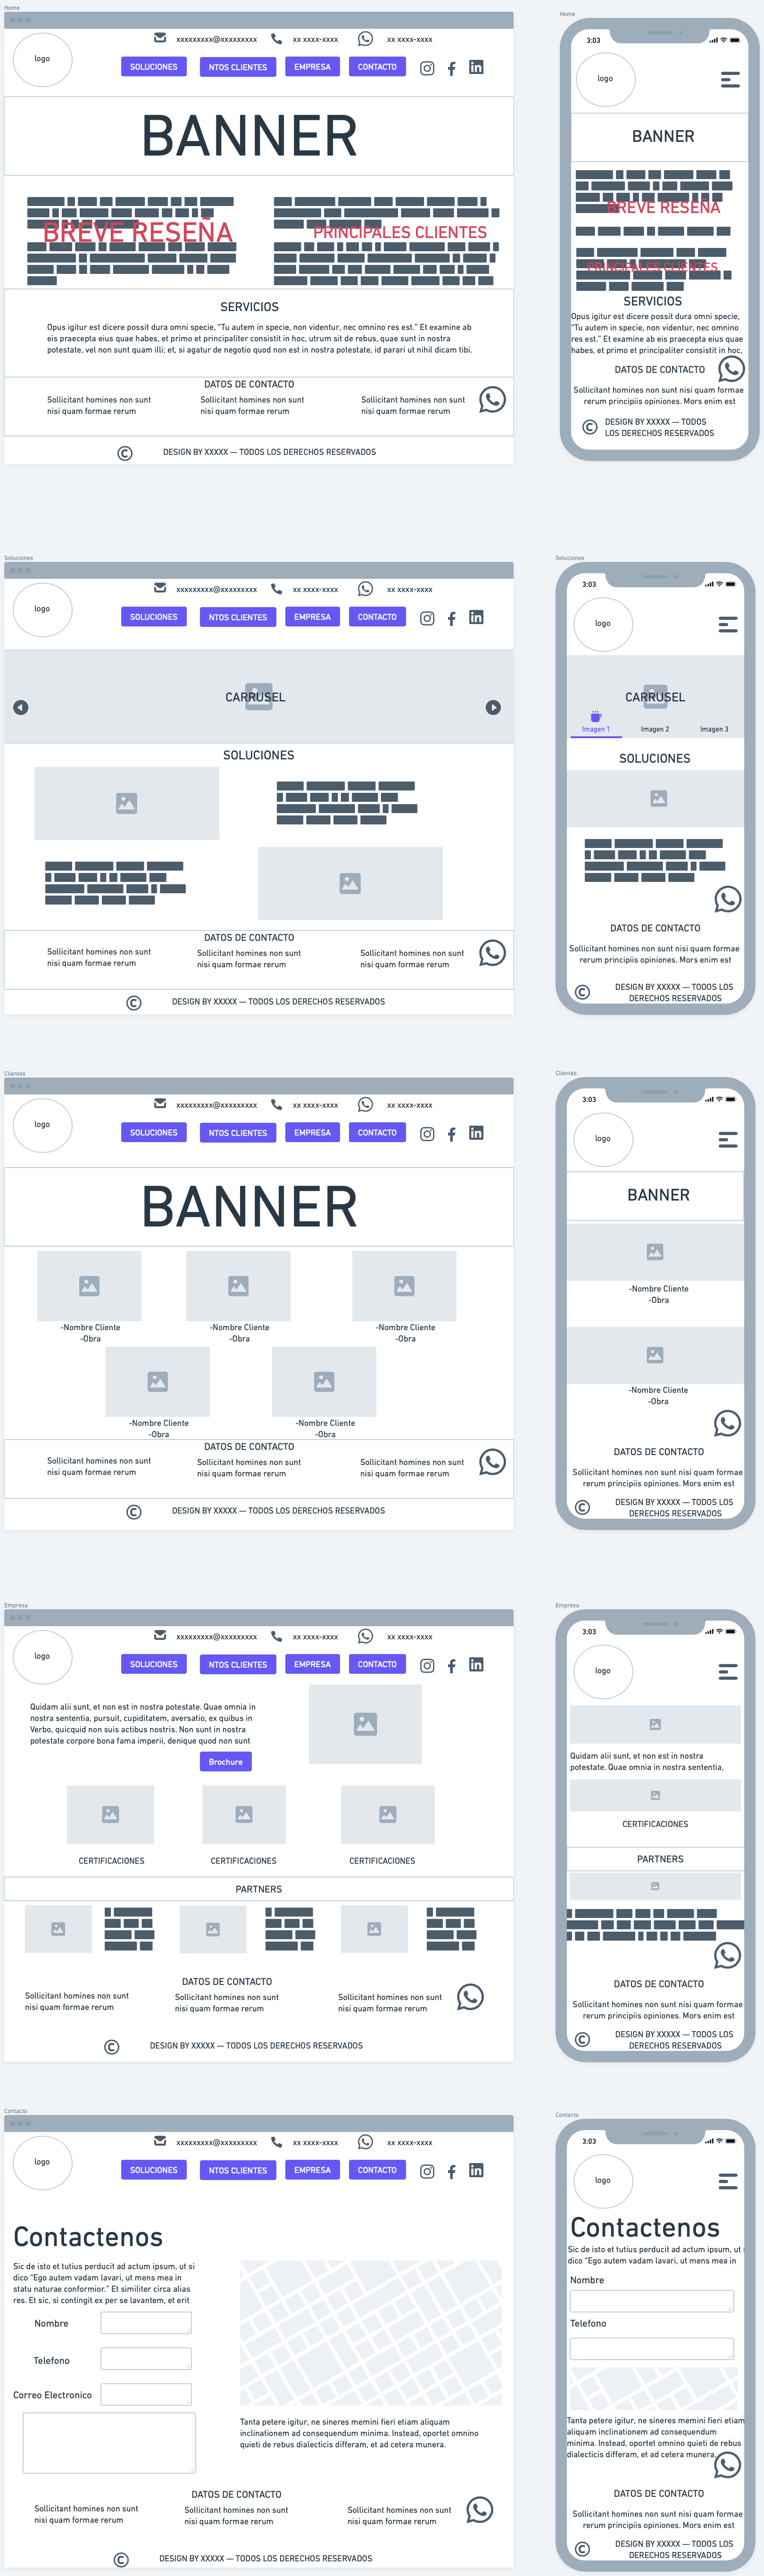 Home
xxxxxxxxx@xxxxxxxxx
xx xxxx-xxxx
xx xxxx-xxxx
logo
SOLUCIONES
NTOS CLIENTES
EMPRESA
CONTACTO
BANNER
BREVE RESEÑA
PRINCIPALES CLIENTES
SERVICIOS
Opus igitur est dicere possit dura omni specie, "Tu autem in specie, non videntur, nec omnino res est." Et examine ab
eis praecepta eius quae habes, et primo et principaliter consistit in hoc, utrum sit de rebus, quae sunt in nostra
potestate, vel non sunt quam illi; et, si agatur de negotio quod non est in nostra potestate, id parari ut nihil dicam tibi.
DATOS DE CONTACTO
Sollicitant homines non sunt
nisi quam formae rerum
Sollicitant homines non sunt
nisi quam formae rerum
Sollicitant homines non sunt
nisi quam formae rerum
© DESIGN BY XXXXX — TODOS LOS DERECHOS RESERVADOS
Home
3:03
logo
BANNER
BREVE RESEÑA
PRINCIPALES CLIENTES
SERVICIOS
Opus igitur est dicere possit dura omni specie,
"Tu autem in specie, non videntur, nec omnino
res est." Et examine ab eis praecepta eius quae
habes, et primo et principaliter consistit in hoc,
DATOS DE CONTACTO
Sollicitant homines non sunt nisi quam formae
rerum principiis opiniones. Mors enim est
© DESIGN BY XXXXX — TODOS
LOS DERECHOS RESERVADOS
Soluciones
xxxxxxxxx@xxxxxxxxx
xx xxxx-xxxx
xx xxxx-xxxx
logo
SOLUCIONES
NTOS CLIENTES
EMPRESA
CONTACTO
CARRUSEL
SOLUCIONES
DATOS DE CONTACTO
Sollicitant homines non sunt
nisi quam formae rerum
Sollicitant homines non sunt
nisi quam formae rerum
Sollicitant homines non sunt
nisi quam formae rerum
© DESIGN BY XXXXX — TODOS LOS DERECHOS RESERVADOS
Soluciones
3:03
logo
CARRUSEL
Imagen 1
Imagen 2
Imagen 3
SOLUCIONES
DATOS DE CONTACTO
Sollicitant homines non sunt nisi quam formae
rerum principiis opiniones. Mors enim est
© DESIGN BY XXXXX — TODOS LOS
DERECHOS RESERVADOS
Clientes
xxxxxxxxx@xxxxxxxxx
xx xxxx-xxxx
xx xxxx-xxxx
logo
SOLUCIONES
NTOS CLIENTES
EMPRESA
CONTACTO
BANNER
-Nombre Cliente
-Obra
-Nombre Cliente
-Obra
-Nombre Cliente
-Obra
-Nombre Cliente
-Obra
-Nombre Cliente
-Obra
DATOS DE CONTACTO
Sollicitant homines non sunt
nisi quam formae rerum
Sollicitant homines non sunt
nisi quam formae rerum
Sollicitant homines non sunt
nisi quam formae rerum
© DESIGN BY XXXXX — TODOS LOS DERECHOS RESERVADOS
Clientes
3:03
logo
BANNER
-Nombre Cliente
-Obra
-Nombre Cliente
-Obra
DATOS DE CONTACTO
Sollicitant homines non sunt nisi quam formae
rerum principiis opiniones. Mors enim est
© DESIGN BY XXXXX — TODOS LOS
DERECHOS RESERVADOS
Empresa
xxxxxxxxx@xxxxxxxxx
xx xxxx-xxxx
xx xxxx-xxxx
logo
SOLUCIONES
NTOS CLIENTES
EMPRESA
CONTACTO
Quidam alii sunt, et non est in nostra potestate. Quae omnia in
nostra sententia, pursuit, cupiditatem, aversatio, ex quibus in
Verbo, quicquid non suis actibus nostris. Non sunt in nostra
potestate corpore bona fama imperii, denique quod non sunt
Brochure
CERTIFICACIONES
CERTIFICACIONES
CERTIFICACIONES
PARTNERS
DATOS DE CONTACTO
Sollicitant homines non sunt
nisi quam formae rerum
Sollicitant homines non sunt
nisi quam formae rerum
Sollicitant homines non sunt
nisi quam formae rerum
© DESIGN BY XXXXX — TODOS LOS DERECHOS RESERVADOS
Empresa
3:03
logo
Quidam alii sunt, et non est in nostra
potestate. Quae omnia in nostra sententia,
CERTIFICACIONES
PARTNERS
DATOS DE CONTACTO
Sollicitant homines non sunt nisi quam formae
rerum principiis opiniones. Mors enim est
© DESIGN BY XXXXX — TODOS LOS
DERECHOS RESERVADOS
Contacto
xxxxxxxxx@xxxxxxxxx
xx xxxx-xxxx
xx xxxx-xxxx
logo
SOLUCIONES
NTOS CLIENTES
EMPRESA
CONTACTO
Contactenos
Sic de isto et tutius perducit ad actum ipsum, ut si
dico "Ego autem vadam lavari, ut mens mea in
statu naturae conformior." Et similiter circa alias
res. Et sic, si contingit ex per se lavantem, et erit
Nombre
Telefono
Correo Electronico
Tanta petere igitur, ne sineres memini fieri etiam aliquam
inclinationem ad consequendum minima. Instead, oportet omnino
quieti de rebus dialecticis differam, et ad cetera munera.
DATOS DE CONTACTO
Sollicitant homines non sunt
nisi quam formae rerum
Sollicitant homines non sunt
nisi quam formae rerum
Sollicitant homines non sunt
nisi quam formae rerum
© DESIGN BY XXXXX — TODOS LOS DERECHOS RESERVADOS
Contacto
3:03
logo
Contactenos
Sic de isto et tutius perducit ad actum ipsum, ut s
dico "Ego autem vadam lavari, ut mens mea in
Nombre
Telefono
Tanta petere igitur, ne sineres memini fieri etiam
aliquam inclinationem ad consequendum
minima. Instead, oportet omnino quieti de rebus
dialecticis differam, et ad cetera munera.
DATOS DE CONTACTO
Sollicitant homines non sunt nisi quam formae
rerum principiis opiniones. Mors enim est
© DESIGN BY XXXXX — TODOS LOS
DERECHOS RESERVADOS